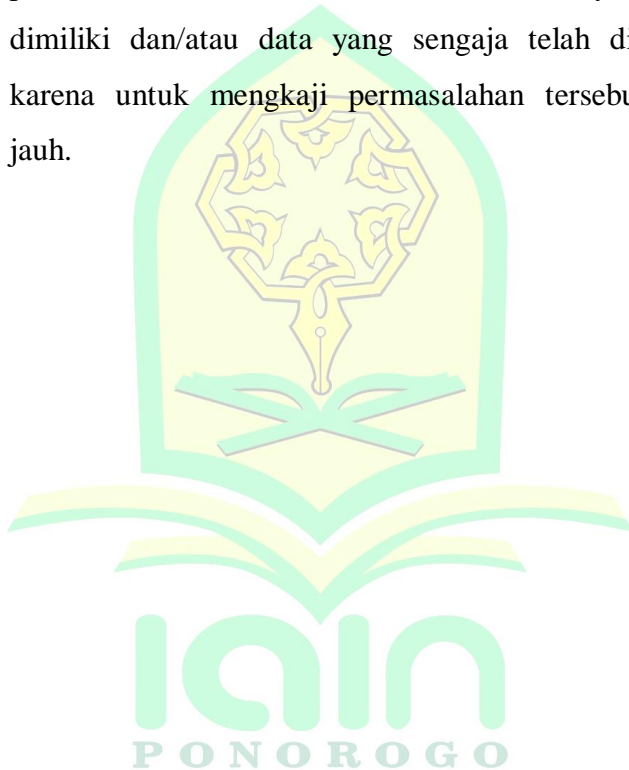 dimiliki dan/atau data yang sengaja telah di
karena untuk mengkaji permasalahan tersebu
jauh.
IAIN
PONOROGO